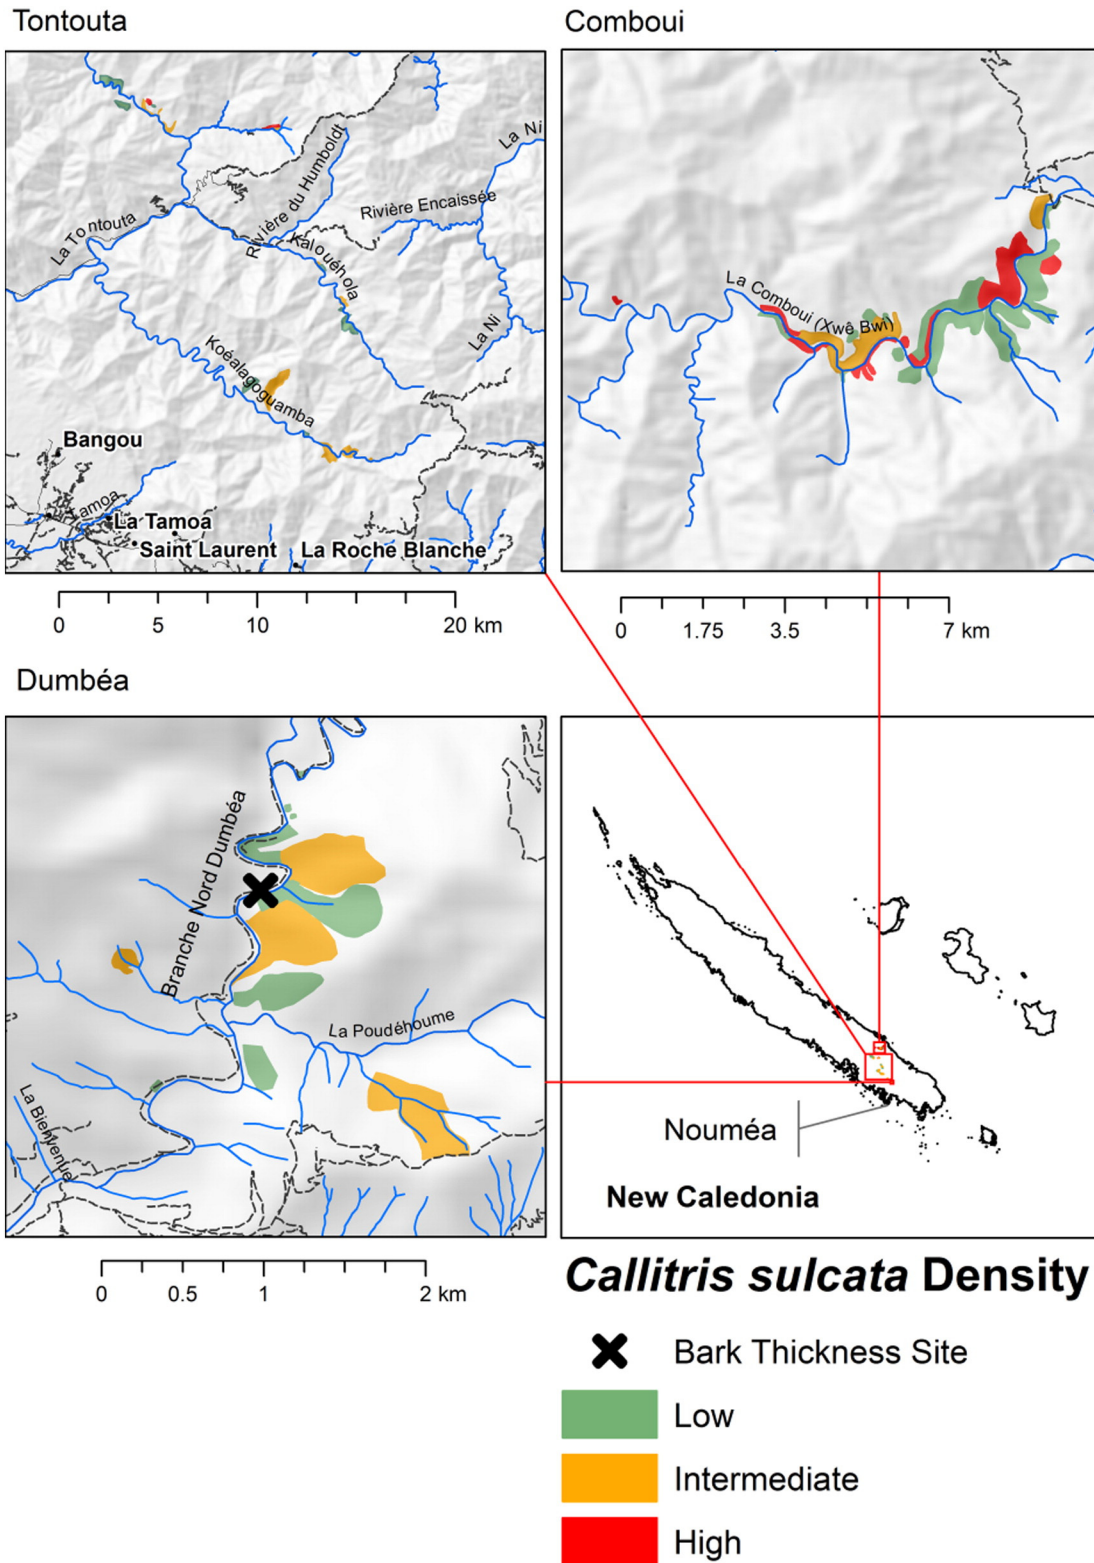 Tontouta
Comboui
La Tontouta
Rivière du Humboldt
La Ni
Rivière Encaissée
Kalouéhola
La Ni
Koéalagoguamba
Bangou
Tamoa
La Tamoa
Saint Laurent
La Roche Blanche
La Comboui (Xwê Bwi)
0 5 10 20 km
0 1.75 3.5 7 km
Dumbéa
Branche Nord Dumbéa
La Poudéhoume
La Bienvenue
0 0.5 1 2 km
Nouméa
New Caledonia
Callitris sulcata Density
Bark Thickness Site
Low
Intermediate
High